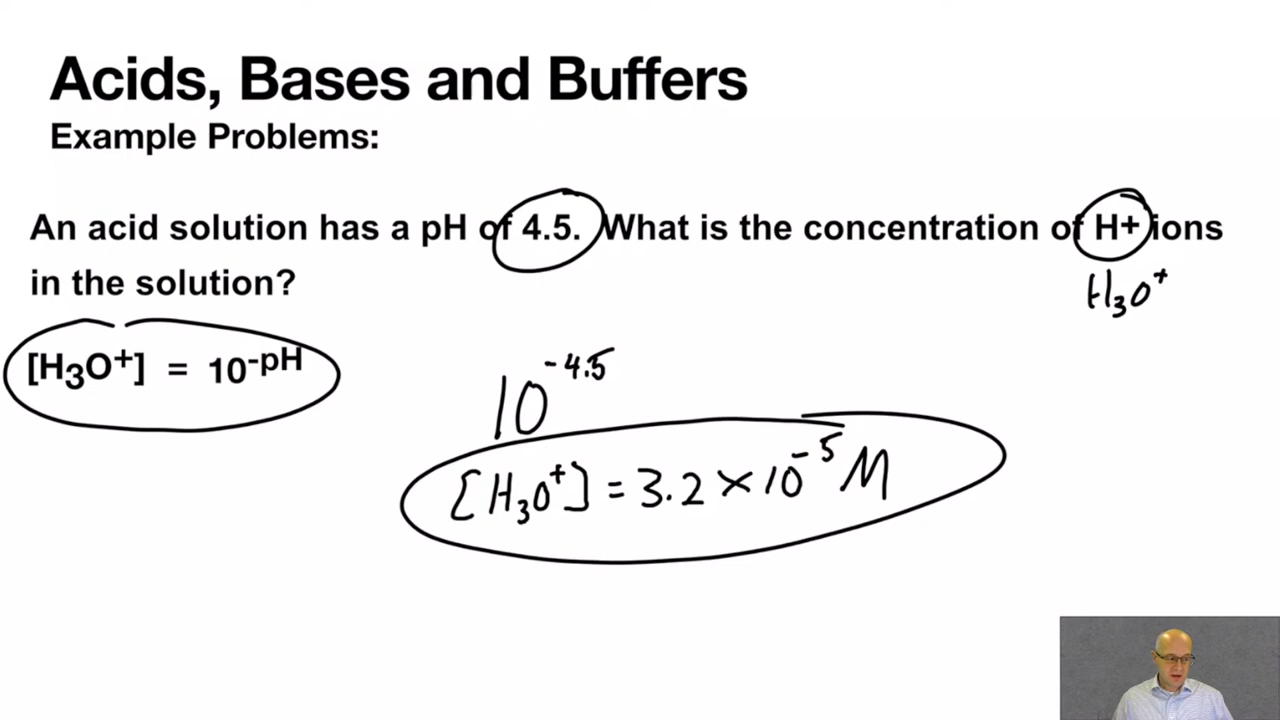 Acids, Bases and Buffers
Example Problems:
An acid solution has a pH of 4.5. What is the concentration of H+ ions
in the solution?
H₃O⁺
[H₃O⁺] = 10⁻ᵖᴴ
10⁻⁴·⁵
[H₃O⁺] = 3.2 × 10⁻⁵ M